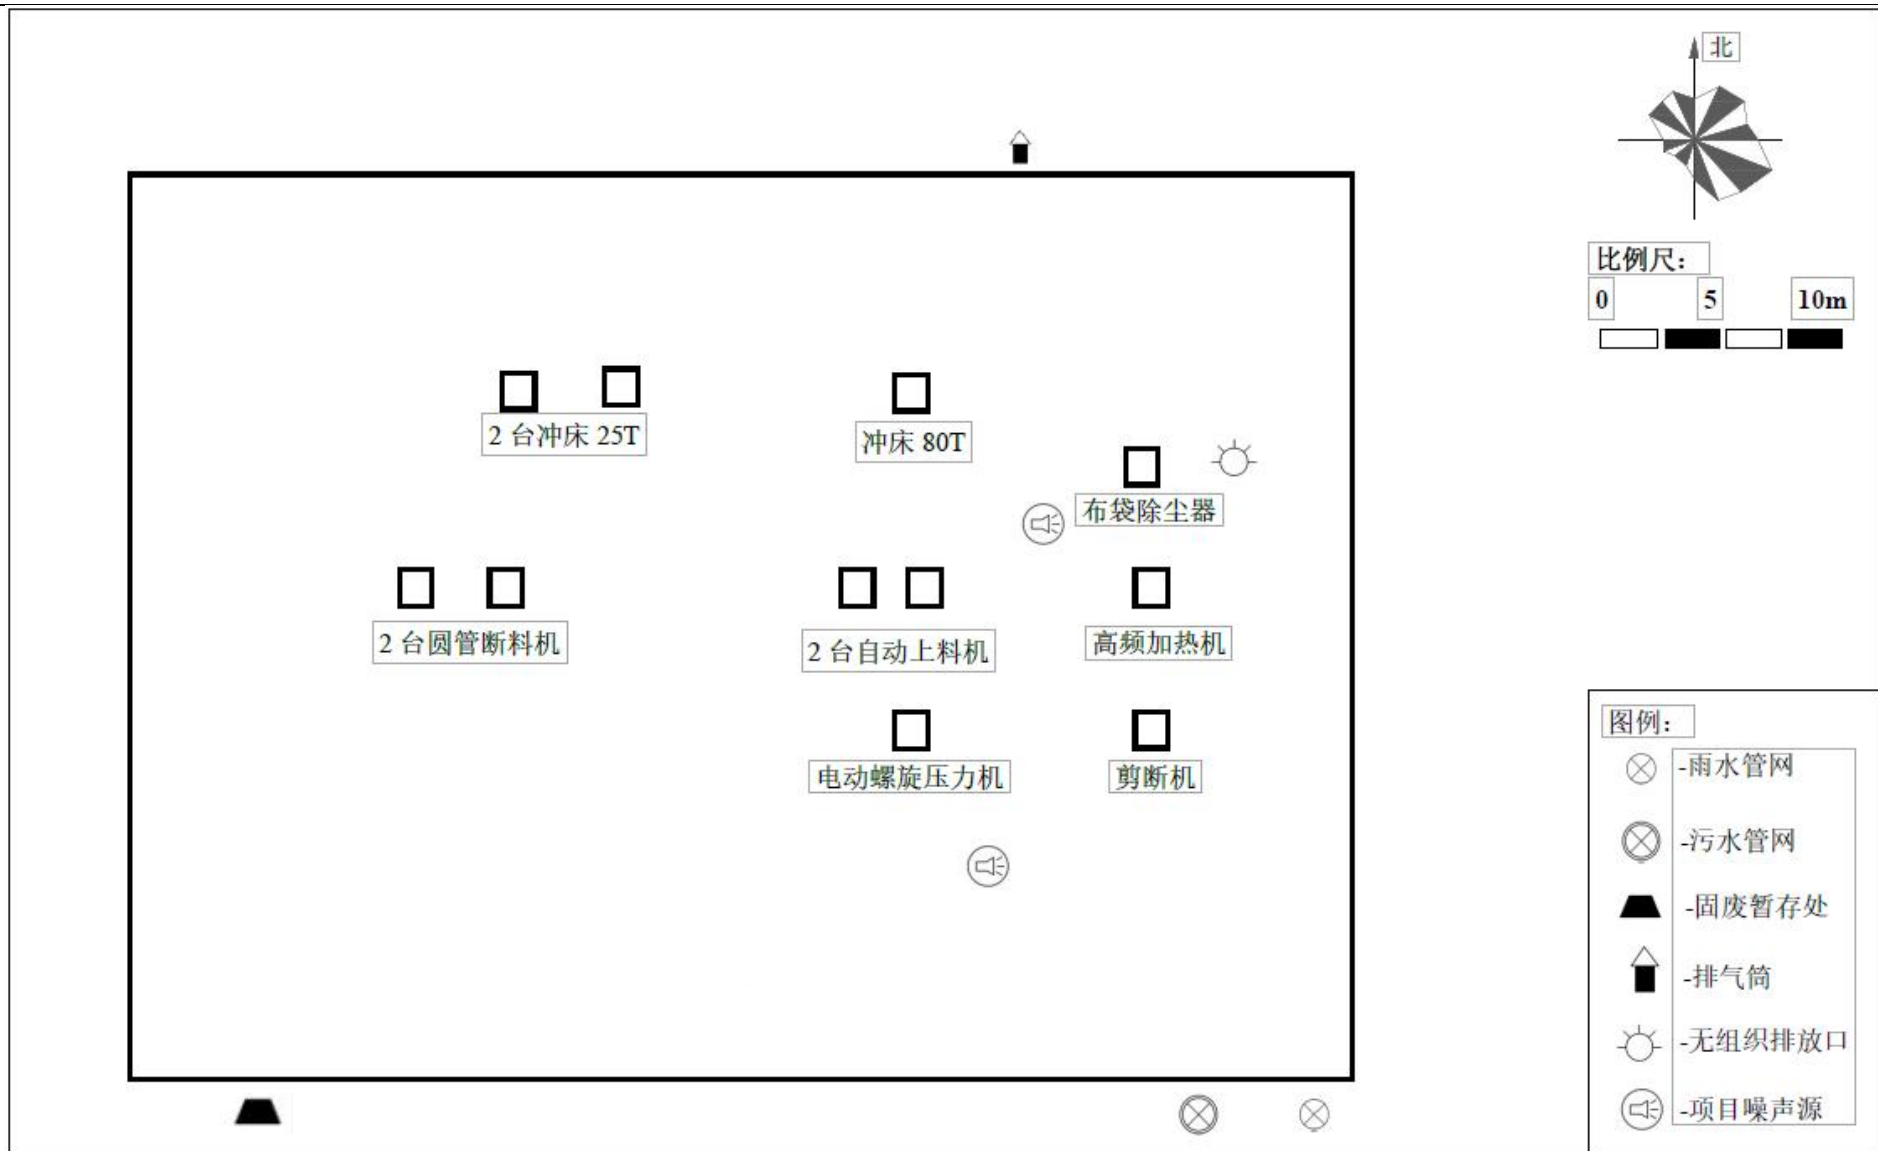 北
比例尺：
0 5 10m
2 台冲床 25T
冲床 80T
布袋除尘器
2 台圆管断料机
2 台自动上料机
高频加热机
电动螺旋压力机
剪断机
图例：
-雨水管网
-污水管网
-固废暂存处
-排气筒
-无组织排放口
-项目噪声源